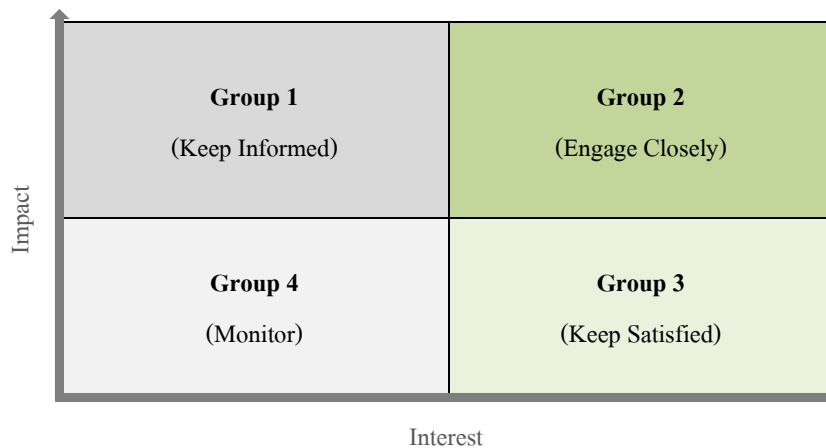 Group 1
(Keep Informed)
Group 2
(Engage Closely)
Impact
Group 4
(Monitor)
Group 3
(Keep Satisfied)
Interest